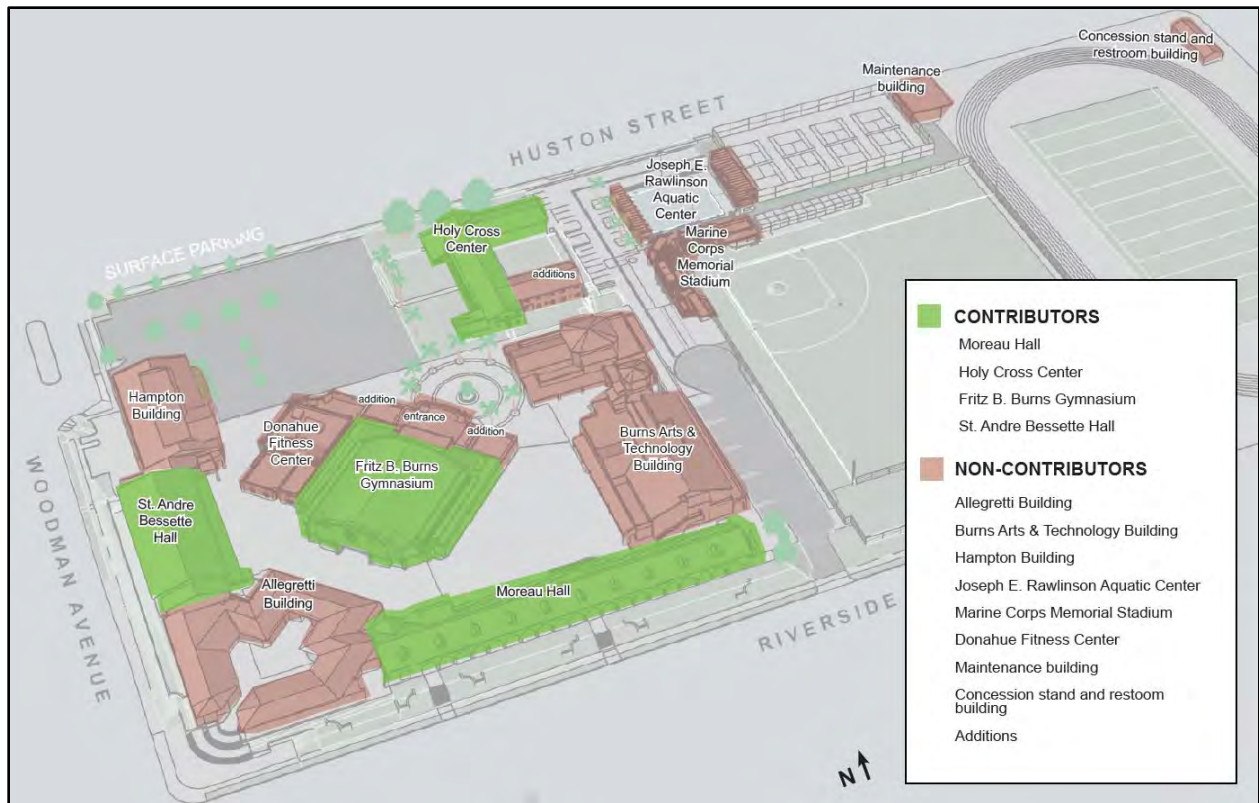 Concession stand and
restroom building
Maintenance
building
HUSTON STREET
Joseph E.
Rawlinson
Aquatic
Center
Holy Cross
Center
Marine
Corps
Memorial
Stadium
SURFACE PARKING
additions
Hampton
Building
addition
entrance
addition
Donahue
Fitness
Center
Burns Arts &
Technology
Building
Fritz B. Burns
Gymnasium
St. Andre
Bessette
Hall
WOODMAN AVENUE
Allegretti
Building
Moreau Hall
RIVERSIDE
N
CONTRIBUTORS
Moreau Hall
Holy Cross Center
Fritz B. Burns Gymnasium
St. Andre Bessette Hall
NON-CONTRIBUTORS
Allegretti Building
Burns Arts & Technology Building
Hampton Building
Joseph E. Rawlinson Aquatic Center
Marine Corps Memorial Stadium
Donahue Fitness Center
Maintenance building
Concession stand and restoom
building
Additions